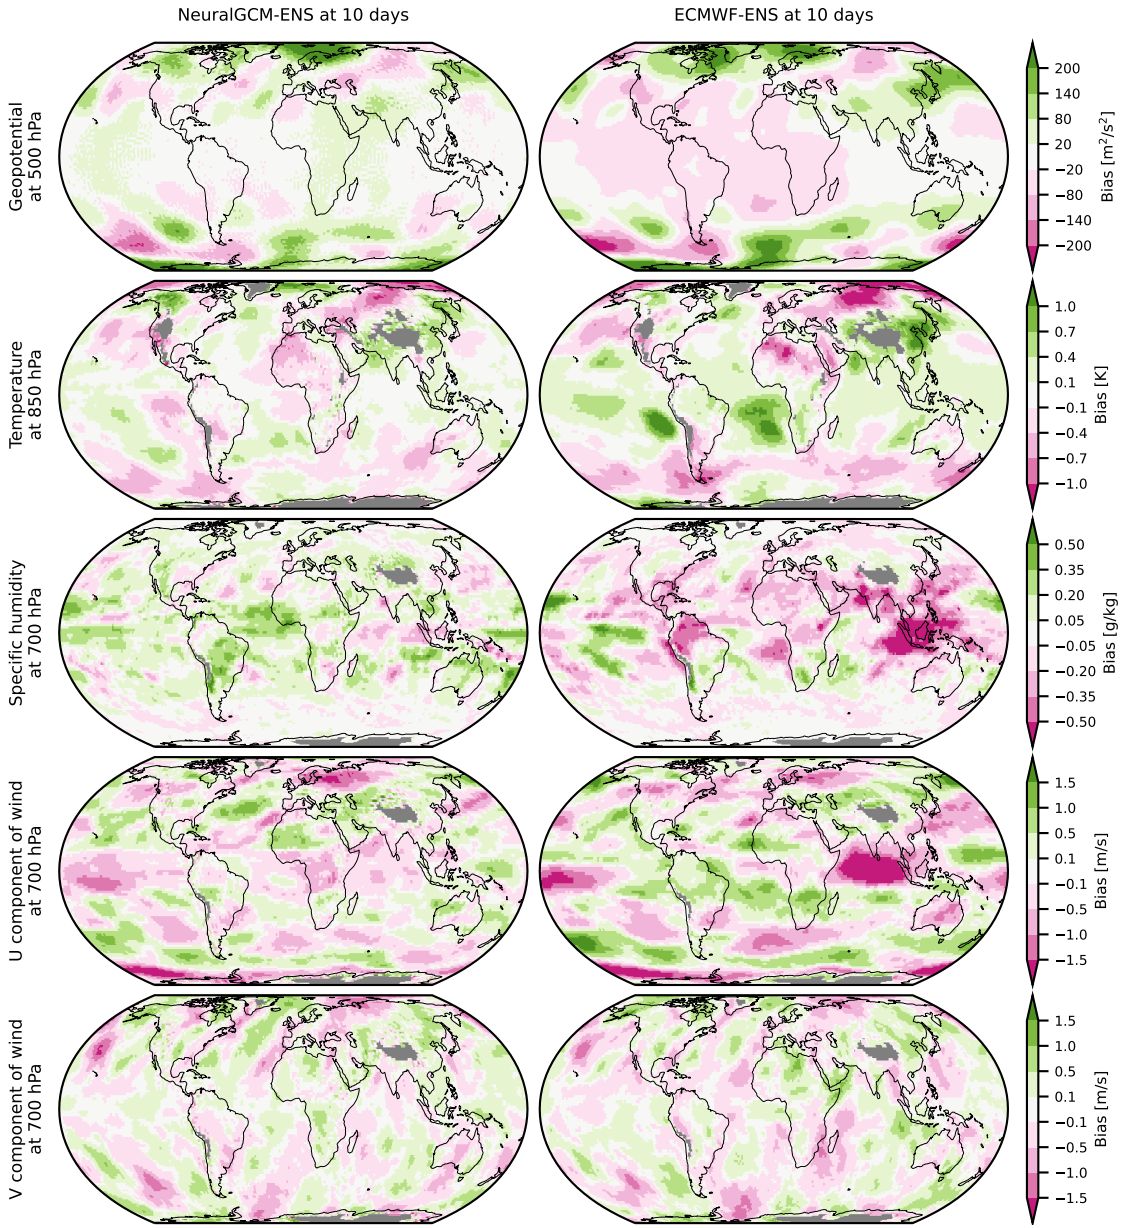 NeuralGCM-ENS at 10 days
ECMWF-ENS at 10 days
Geopotential
at 500 hPa
200
140
80
20
−20
−80
−140
−200
Bias [m²/s²]
Temperature
at 850 hPa
1.0
0.7
0.4
0.1
−0.1
−0.4
−0.7
−1.0
Bias [K]
Specific humidity
at 700 hPa
0.50
0.35
0.20
0.05
−0.05
−0.20
−0.35
−0.50
Bias [g/kg]
U component of wind
at 700 hPa
1.5
1.0
0.5
0.1
−0.1
−0.5
−1.0
−1.5
Bias [m/s]
V component of wind
at 700 hPa
1.5
1.0
0.5
0.1
−0.1
−0.5
−1.0
−1.5
Bias [m/s]